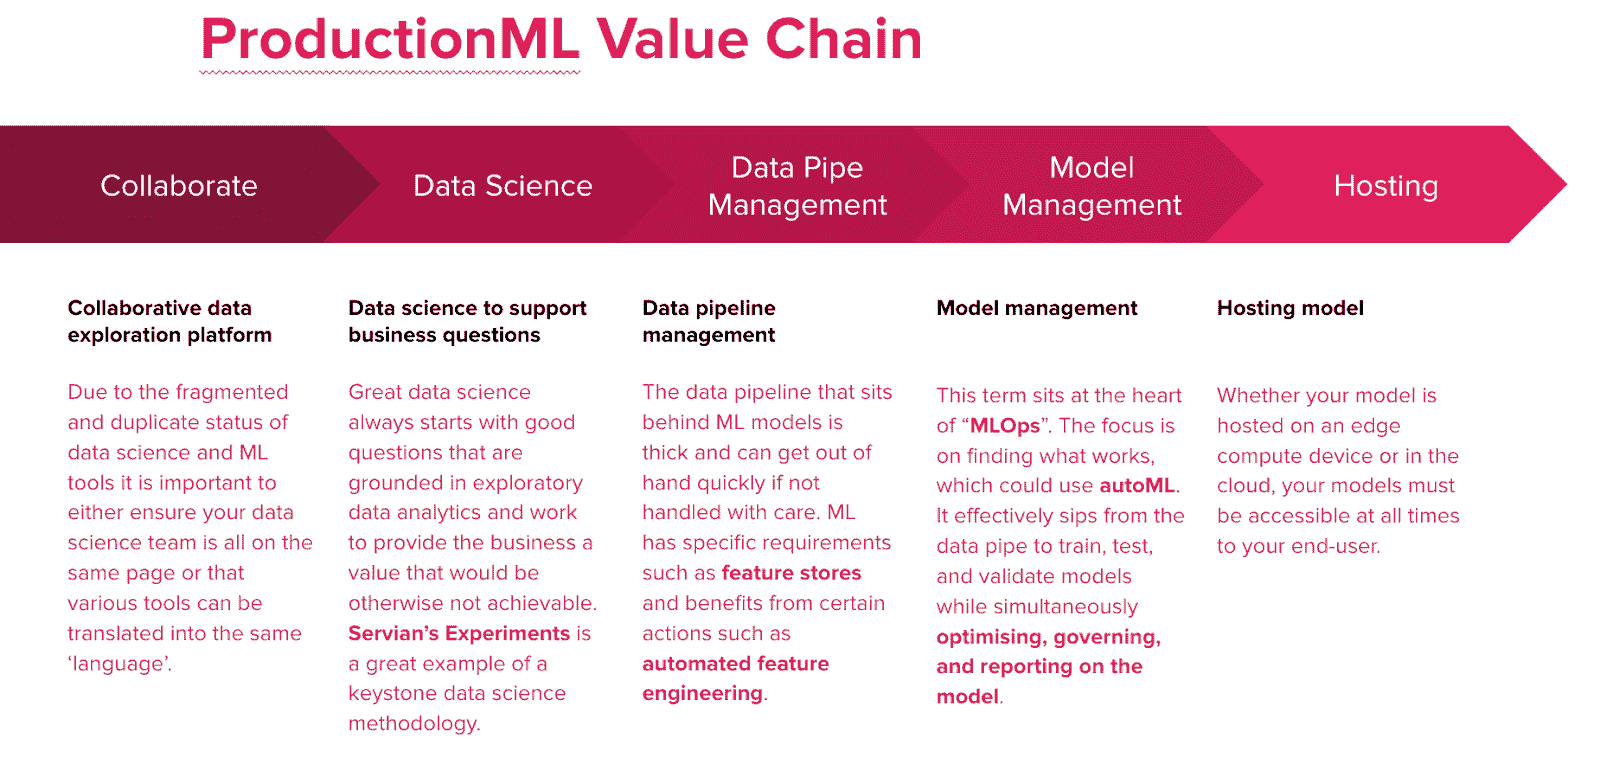 ProductionML Value Chain
Collaborate
Data Science
Data Pipe
Management
Model
Management
Hosting
Collaborative data
exploration platform
Due to the fragmented
and duplicate status of
data science and ML
tools it is important to
either ensure your data
science team is all on the
same page or that
various tools can be
translated into the same
‘language’.
Data science to support
business questions
Great data science
always starts with good
questions that are
grounded in exploratory
data analytics and work
to provide the business a
value that would be
otherwise not achievable.
Servian’s Experiments is
a great example of a
keystone data science
methodology.
Data pipeline
management
The data pipeline that sits
behind ML models is
thick and can get out of
hand quickly if not
handled with care. ML
has specific requirements
such as feature stores
and benefits from certain
actions such as
automated feature
engineering.
Model management
This term sits at the heart
of “MLOps”. The focus is
on finding what works,
which could use autoML.
It effectively sips from the
data pipe to train, test,
and validate models
while simultaneously
optimising, governing,
and reporting on the
model.
Hosting model
Whether your model is
hosted on an edge
compute device or in the
cloud, your models must
be accessible at all times
to your end-user.